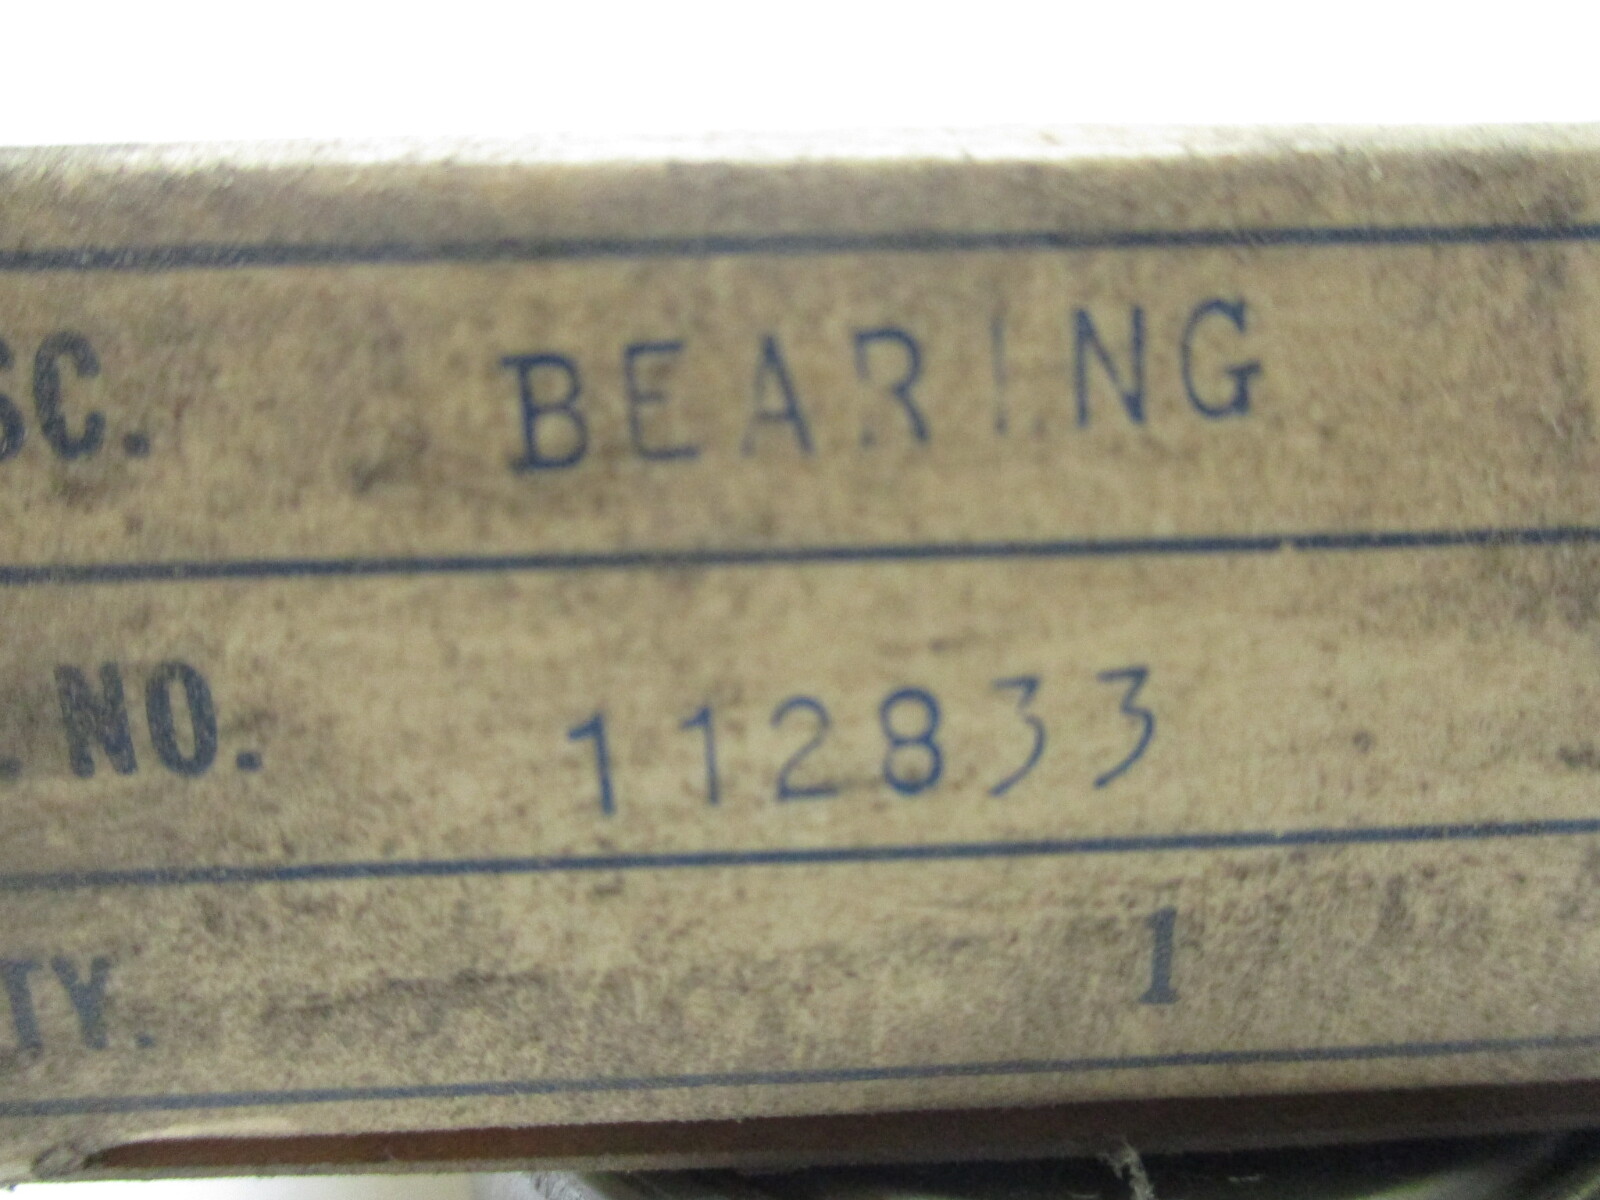 SC. BEARING
. NO. 112833
TY. 1